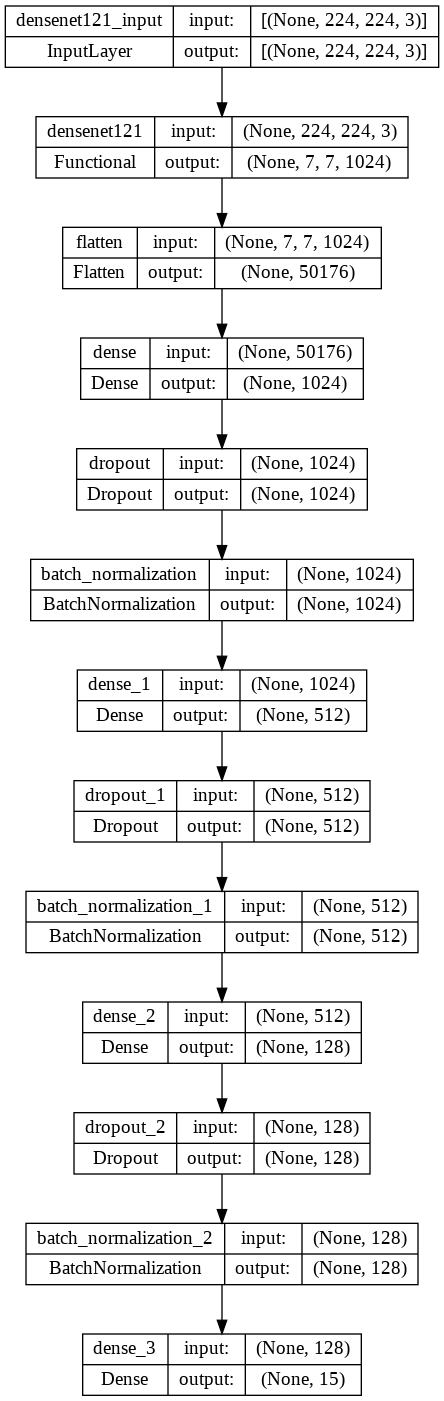 densenet121_input input: [(None, 224, 224, 3)]
InputLayer output: [(None, 224, 224, 3)]
densenet121 input: (None, 224, 224, 3)
Functional output: (None, 7, 7, 1024)
flatten input: (None, 7, 7, 1024)
Flatten output: (None, 50176)
dense input: (None, 50176)
Dense output: (None, 1024)
dropout input: (None, 1024)
Dropout output: (None, 1024)
batch_normalization input: (None, 1024)
BatchNormalization output: (None, 1024)
dense_1 input: (None, 1024)
Dense output: (None, 512)
dropout_1 input: (None, 512)
Dropout output: (None, 512)
batch_normalization_1 input: (None, 512)
BatchNormalization output: (None, 512)
dense_2 input: (None, 512)
Dense output: (None, 128)
dropout_2 input: (None, 128)
Dropout output: (None, 128)
batch_normalization_2 input: (None, 128)
BatchNormalization output: (None, 128)
dense_3 input: (None, 128)
Dense output: (None, 15)